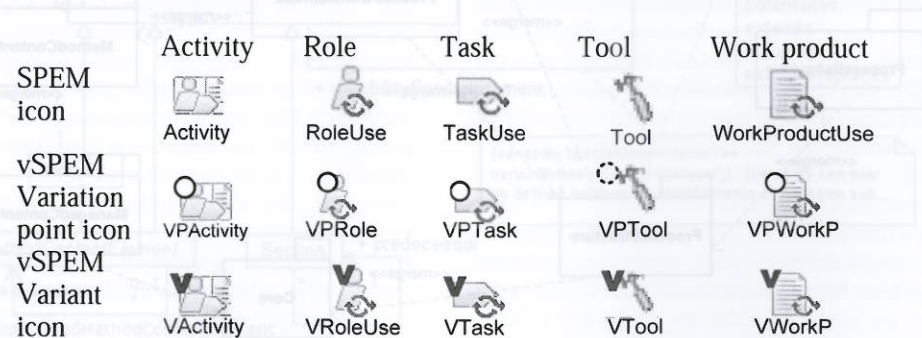 Activity Role Task Tool Work product
SPEM
icon
Activity RoleUse TaskUse Tool WorkProductUse
vSPEM
Variation
point icon
VPActivity VPRole VPTask VPTool VPWorkP
vSPEM
Variant
icon
VActivity VRoleUse VTask VTool VWorkP